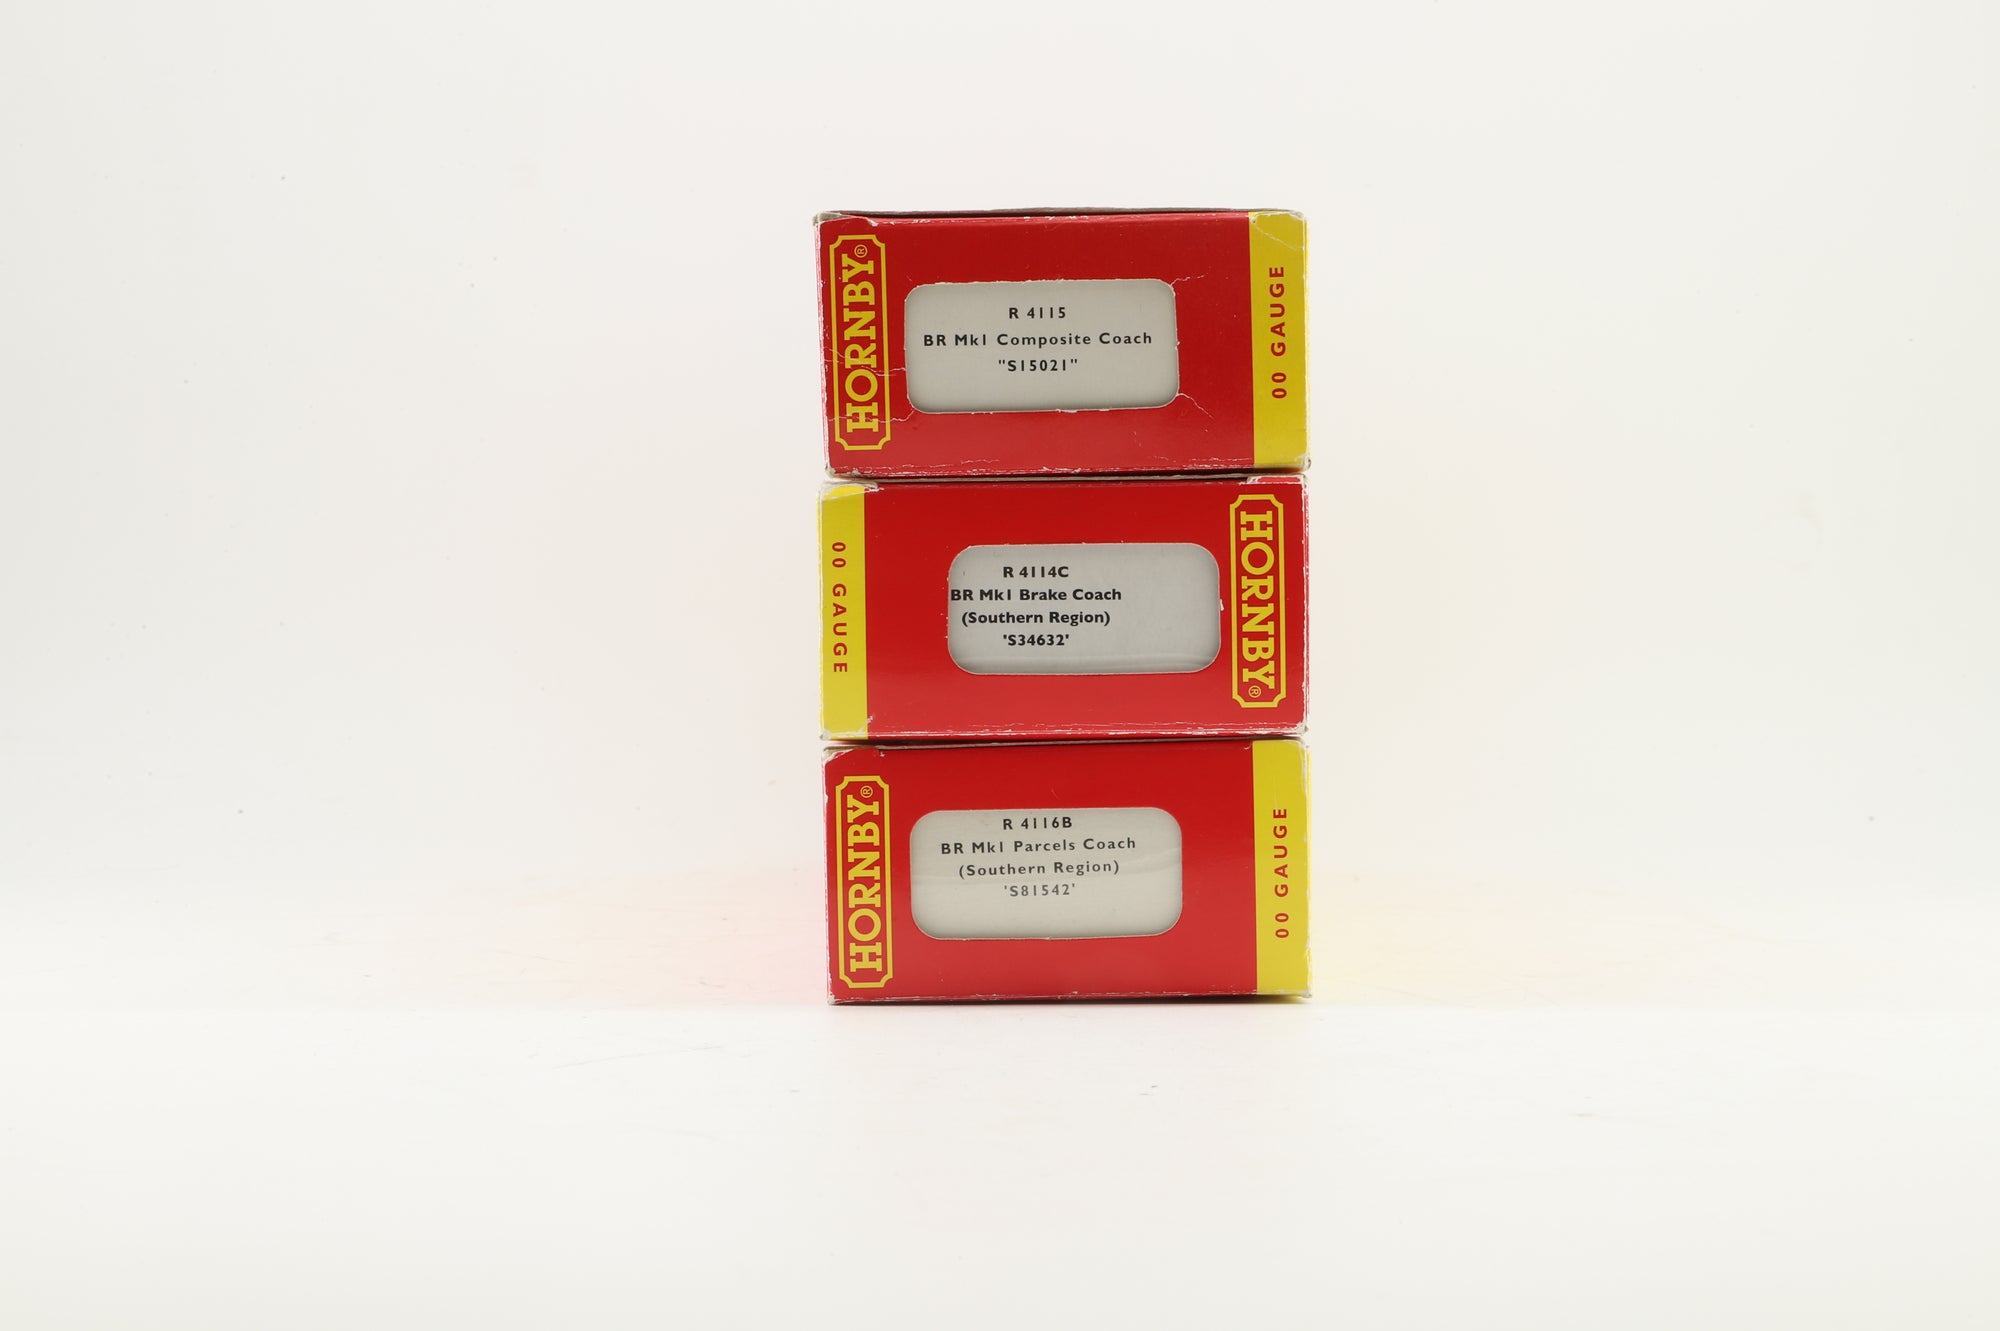 HORNBY®
R 4115
BR Mk1 Composite Coach
"S15021"
00 GAUGE
00 GAUGE
R 4114C
BR Mk1 Brake Coach
(Southern Region)
'S34632'
HORNBY®
HORNBY®
R 4116B
BR Mk1 Parcels Coach
(Southern Region)
'S81542'
00 GAUGE